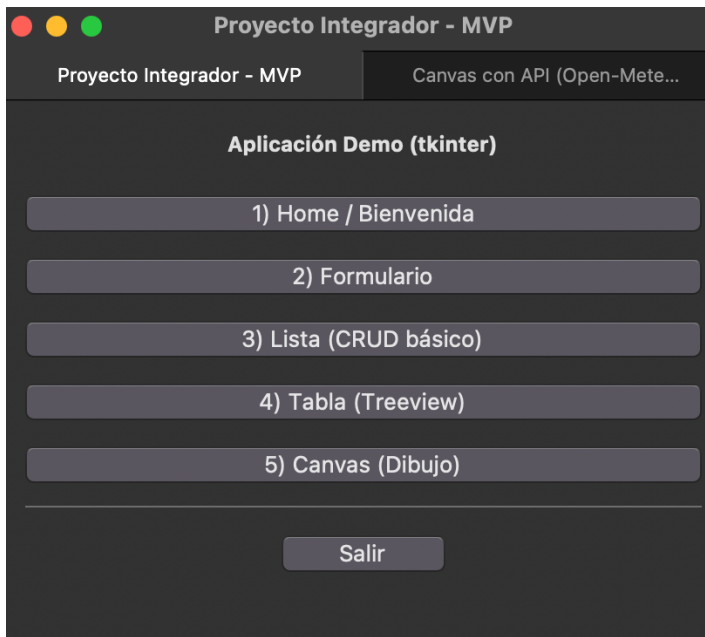 Proyecto Integrador - MVP
Proyecto Integrador - MVP
Canvas con API (Open-Mete...
Aplicación Demo (tkinter)
1) Home / Bienvenida
2) Formulario
3) Lista (CRUD básico)
4) Tabla (Treeview)
5) Canvas (Dibujo)
Salir